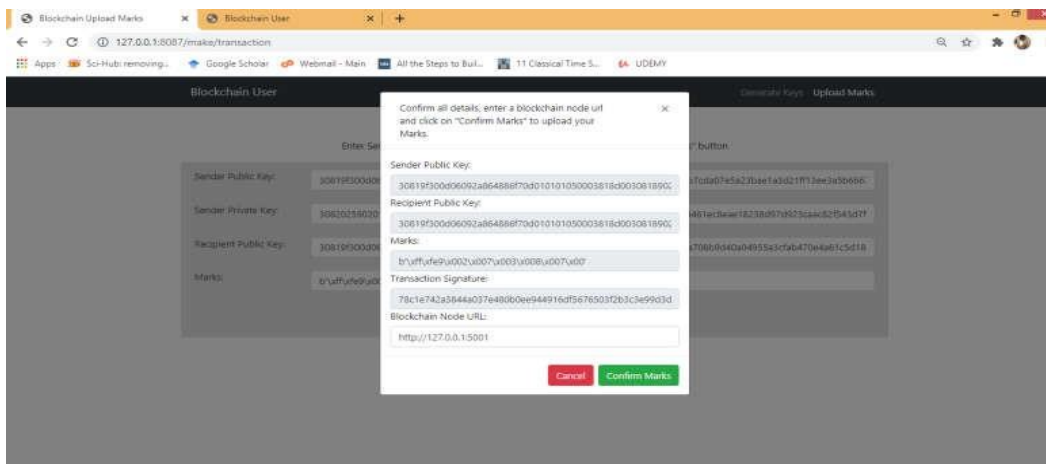 Blockchain Upload Marks
Blockchain User
127.0.0.1:8087/make/transaction
Apps Sci-Hub: removing... Google Scholar Webmail - Main All the Steps to Buil... 11 Classical Time S... UDEMY
Blockchain User Generate Keys Upload Marks
Confirm all details, enter a blockchain node url
and click on "Confirm Marks" to upload your
Marks.
Enter button
Sender Public Key:
Sender Private Key:
Recipient Public Key:
Marks:
Sender Public Key:
30819f300d06092a864886f70d010101050003818d0030818902
Recipient Public Key:
30819f300d06092a864886f70d010101050003818d0030818902
Marks:
b'\xff\xfe9\x002\x007\x003\x008\x007\x00'
Transaction Signature:
Blockchain Node URL:
http://127.0.0.1:5001
Cancel Confirm Marks